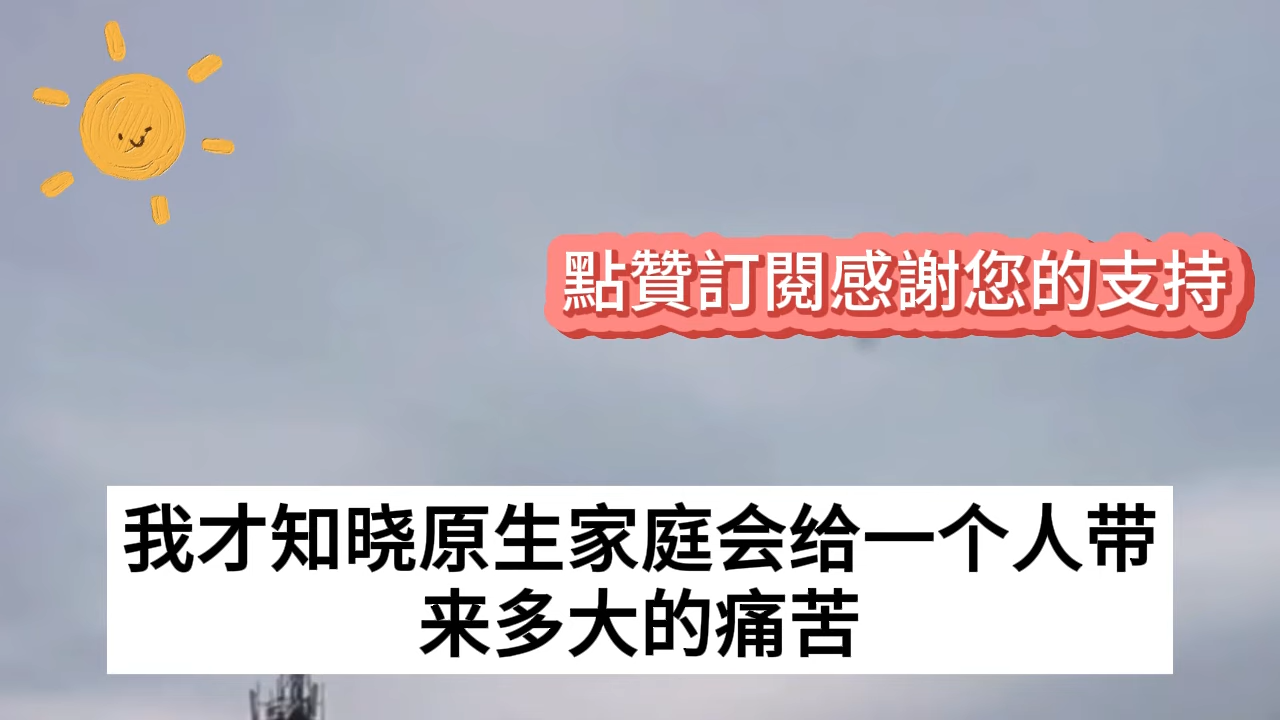 點贊訂閱感謝您的支持
我才知晓原生家庭会给一个人带
来多大的痛苦